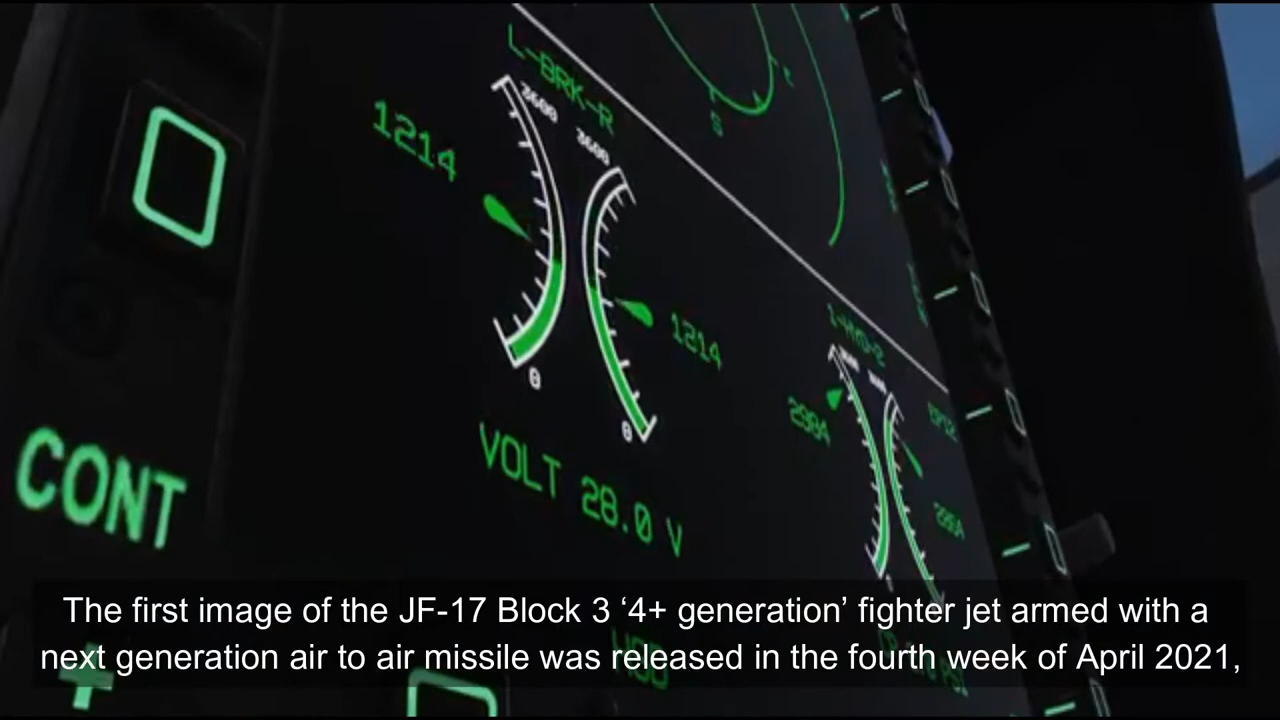 L-BRK-R
3600
3600
1214
S
1214
0
0
VOLT 28.0 V
CONT
The first image of the JF-17 Block 3 ‘4+ generation’ fighter jet armed with a
next generation air to air missile was released in the fourth week of April 2021,